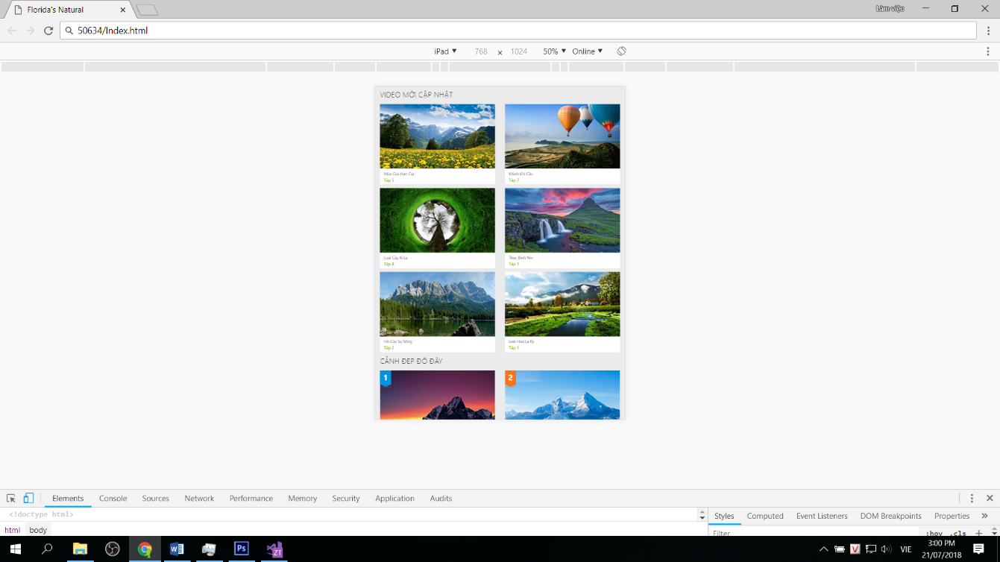 Florida's Natural
Làm việc
50634/Index.html
iPad 768 × 1024 50% Online
VIDEO MỚI CẬP NHẬT
Mùa Của Hoa Cúc
Tập 5
Khinh Khí Cầu
Tập 7
Loài Cây Kì Lạ
Tập 8
Thác Bình Yên
Tập 1
Hồ Của Sự Sống
Tập 2
Loài Hoa Lạ Kỳ
Tập 1
CẢNH ĐẸP ĐÓ ĐÂY
1
2
Elements Console Sources Network Performance Memory Security Application Audits
<!doctype html>
html body
Styles Computed Event Listeners DOM Breakpoints Properties »
Filter :hov .cls +
W Ps ZT
V VIE
3:00 PM
21/07/2018